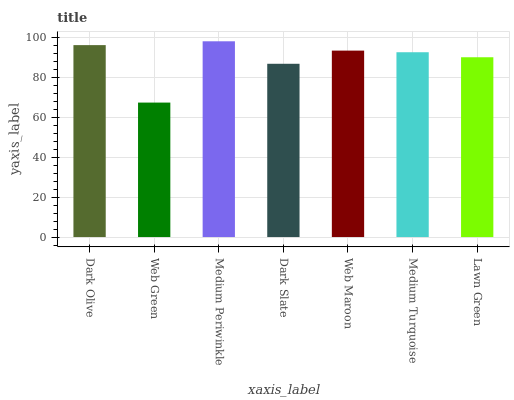 title
yaxis_label
100
80
60
40
20
0
Dark Olive
Web Green
Medium Periwinkle
Dark Slate
Web Maroon
Medium Turquoise
Lawn Green
xaxis_label